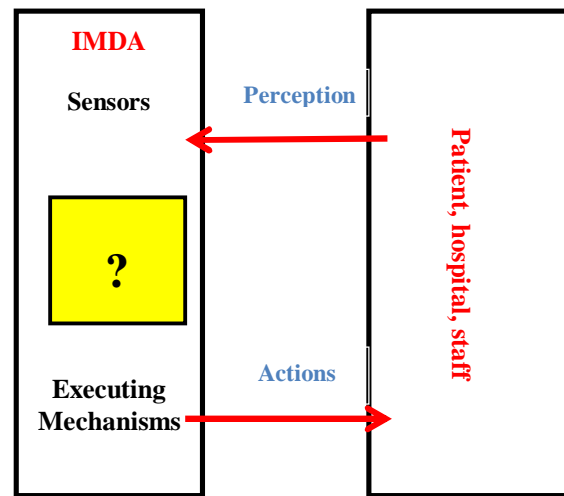 IMDA
Sensors
Perception
Patient, hospital, staff
?
Actions
Executing
Mechanisms